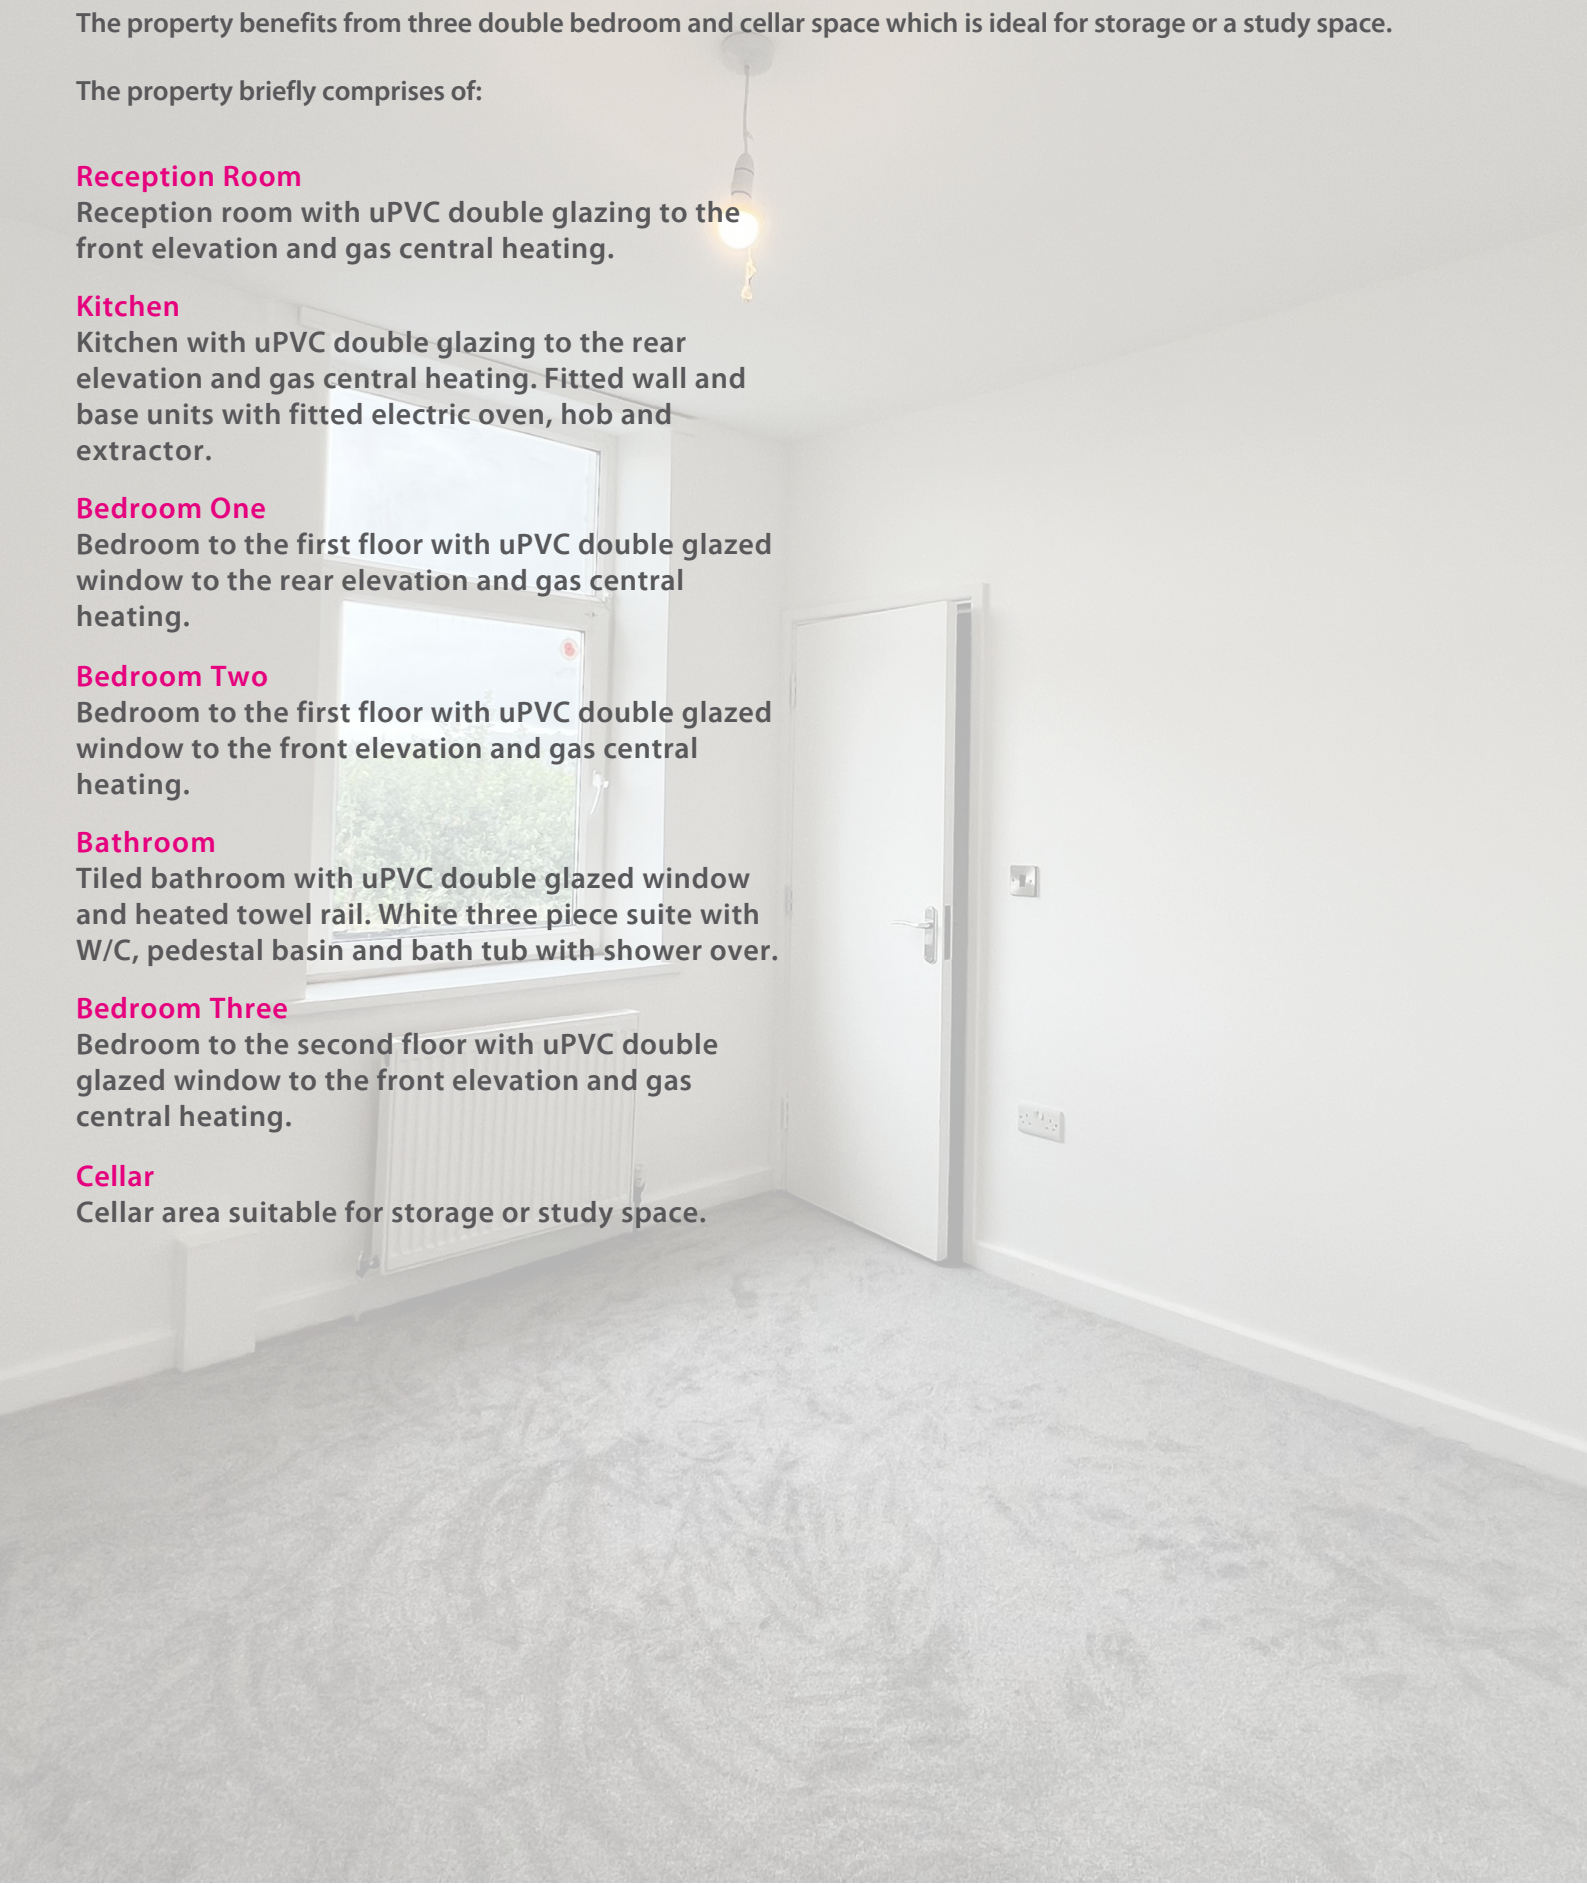 The property benefits from three double bedroom and cellar space which is ideal for storage or a study space.
The property briefly comprises of:
Reception Room
Reception room with uPVC double glazing to the
front elevation and gas central heating.
Kitchen
Kitchen with uPVC double glazing to the rear
elevation and gas central heating. Fitted wall and
base units with fitted electric oven, hob and
extractor.
Bedroom One
Bedroom to the first floor with uPVC double glazed
window to the rear elevation and gas central
heating.
Bedroom Two
Bedroom to the first floor with uPVC double glazed
window to the front elevation and gas central
heating.
Bathroom
Tiled bathroom with uPVC double glazed window
and heated towel rail. White three piece suite with
W/C, pedestal basin and bath tub with shower over.
Bedroom Three
Bedroom to the second floor with uPVC double
glazed window to the front elevation and gas
central heating.
Cellar
Cellar area suitable for storage or study space.